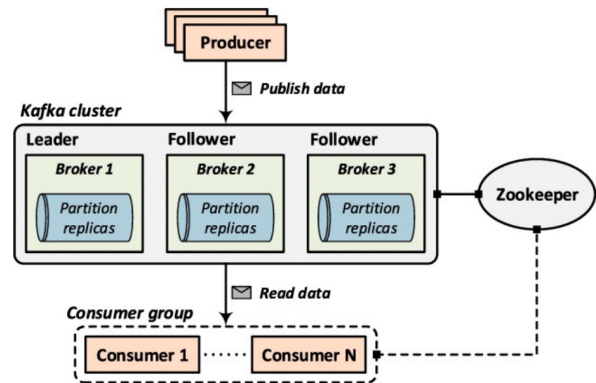 Producer
Publish data
Kafka cluster
Leader
Follower
Follower
Broker 1
Broker 2
Broker 3
Partition
replicas
Partition
replicas
Partition
replicas
Zookeeper
Read data
Consumer group
Consumer 1
Consumer N